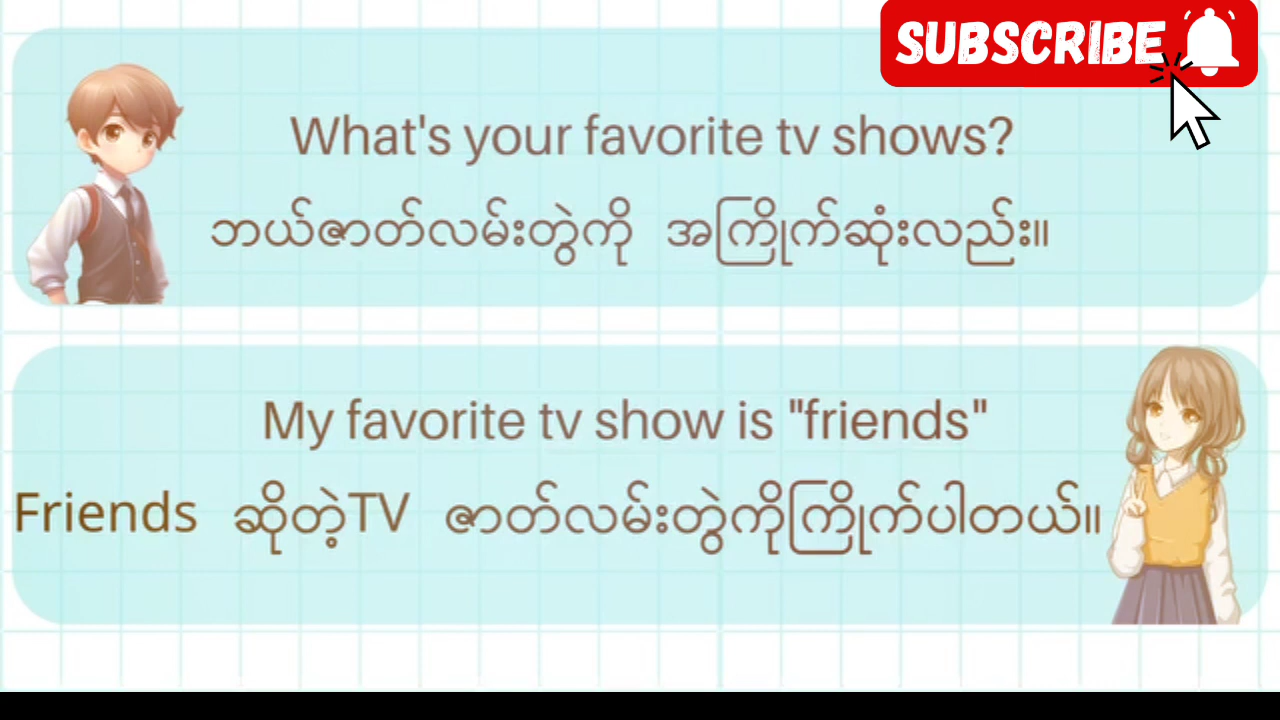 SUBSCRIBE
What's your favorite tv shows?
ဘယ်ဇာတ်လမ်းတွဲကို အကြိုက်ဆုံးလည်း။
My favorite tv show is "friends"
Friends ဆိုတဲ့TV ဇာတ်လမ်းတွဲကိုကြိုက်ပါတယ်။